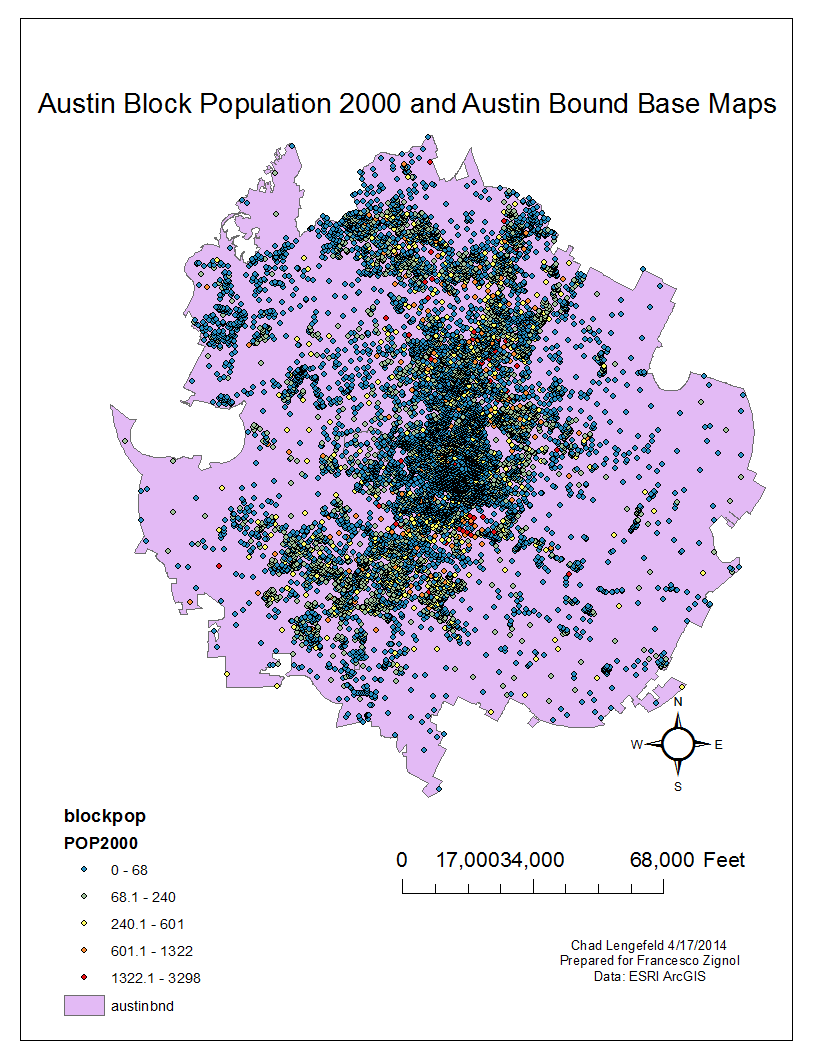 Austin Block Population 2000 and Austin Bound Base Maps
N
W E
S
blockpop
POP2000
0 - 68
68.1 - 240
240.1 - 601
601.1 - 1322
1322.1 - 3298
austinbnd
0 17,00034,000 68,000 Feet
Chad Lengefeld 4/17/2014
Prepared for Francesco Zignol
Data: ESRI ArcGIS